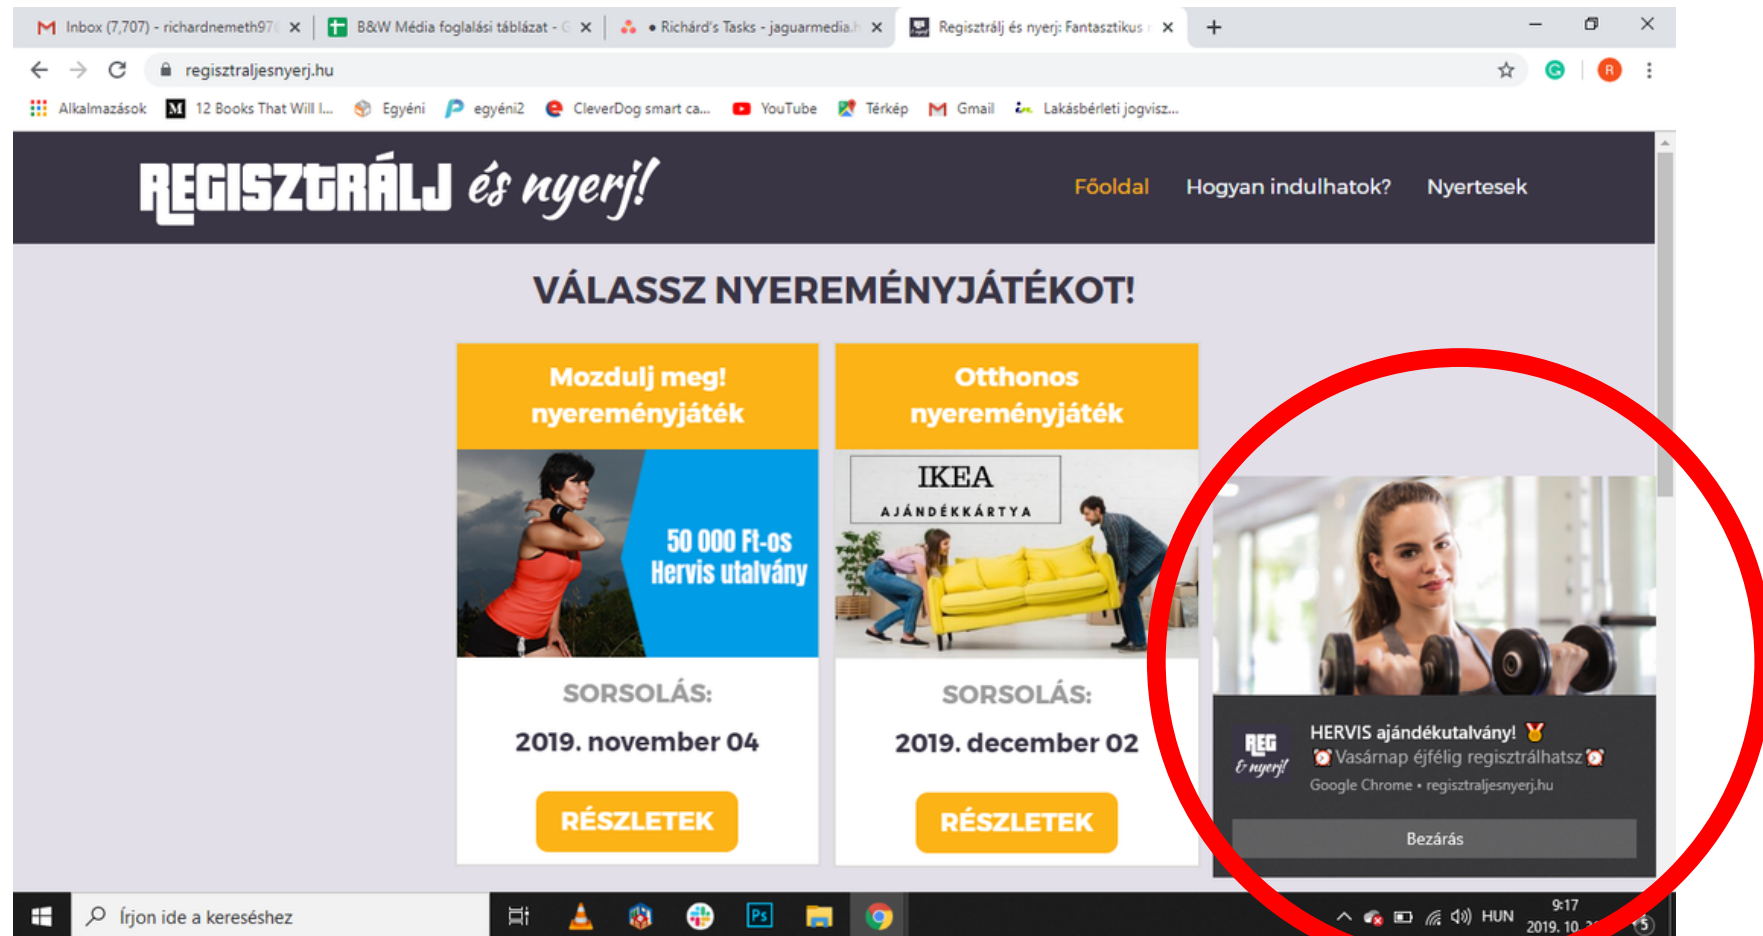 Inbox (7,707) - richardnemeth97
B&W Média foglalási táblázat - G
● Richárd's Tasks - jaguarmedia.h
Regisztrálj és nyerj: Fantasztikus
regisztraljesnyerj.hu
R
Alkalmazások
12 Books That Will I...
Egyéni
egyéni2
CleverDog smart ca...
YouTube
Térkép
Gmail
Lakásbérleti jogvisz...
REGISZTRÁLJ és nyerj!
Főoldal
Hogyan indulhatok?
Nyertesek
VÁLASSZ NYEREMÉNYJÁTÉKOT!
Mozdulj meg!
nyereményjáték
50 000 Ft-os
Hervis utalvány
SORSOLÁS:
2019. november 04
RÉSZLETEK
Otthonos
nyereményjáték
IKEA
AJÁNDÉKKÁRTYA
SORSOLÁS:
2019. december 02
RÉSZLETEK
REG
& nyerj!
HERVIS ajándékutalvány! 🏅
⏰Vasárnap éjfélig regisztrálhatsz⏰
Google Chrome • regisztraljesnyerj.hu
Bezárás
Írjon ide a kereséshez
Ps
HUN
9:17
2019. 10.
5